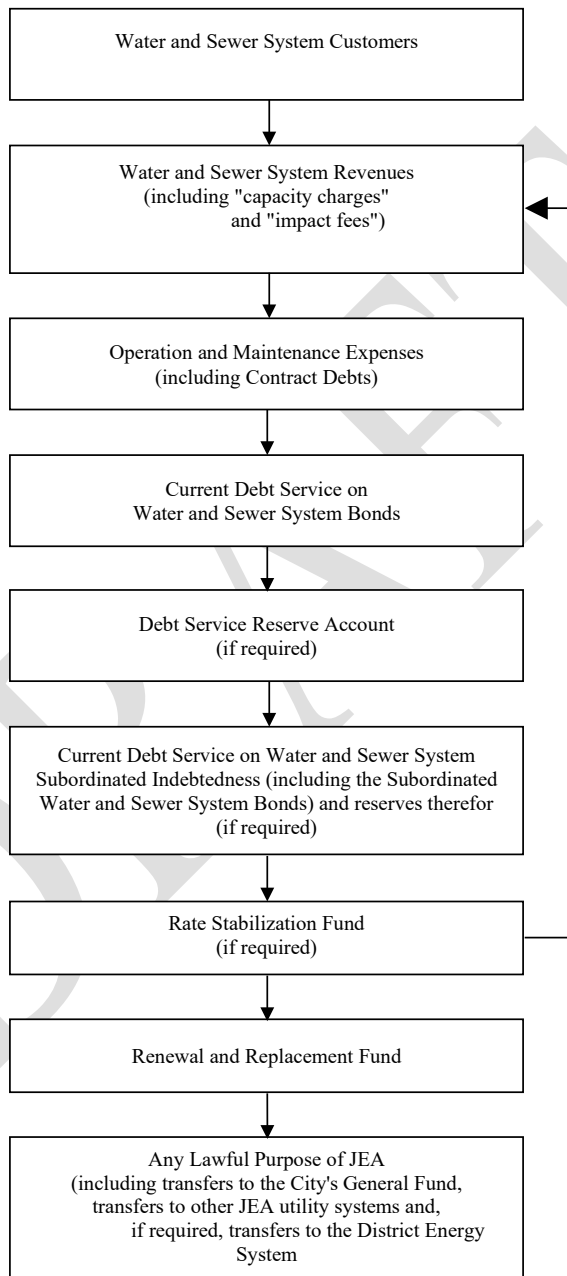 Water and Sewer System Customers
Water and Sewer System Revenues
(including "capacity charges"
and "impact fees")
Operation and Maintenance Expenses
(including Contract Debts)
Current Debt Service on
Water and Sewer System Bonds
Debt Service Reserve Account
(if required)
Current Debt Service on Water and Sewer System
Subordinated Indebtedness (including the Subordinated
Water and Sewer System Bonds) and reserves therefor
(if required)
Rate Stabilization Fund
(if required)
Renewal and Replacement Fund
Any Lawful Purpose of JEA
(including transfers to the City's General Fund,
transfers to other JEA utility systems and,
if required, transfers to the District Energy
System
DRAFT